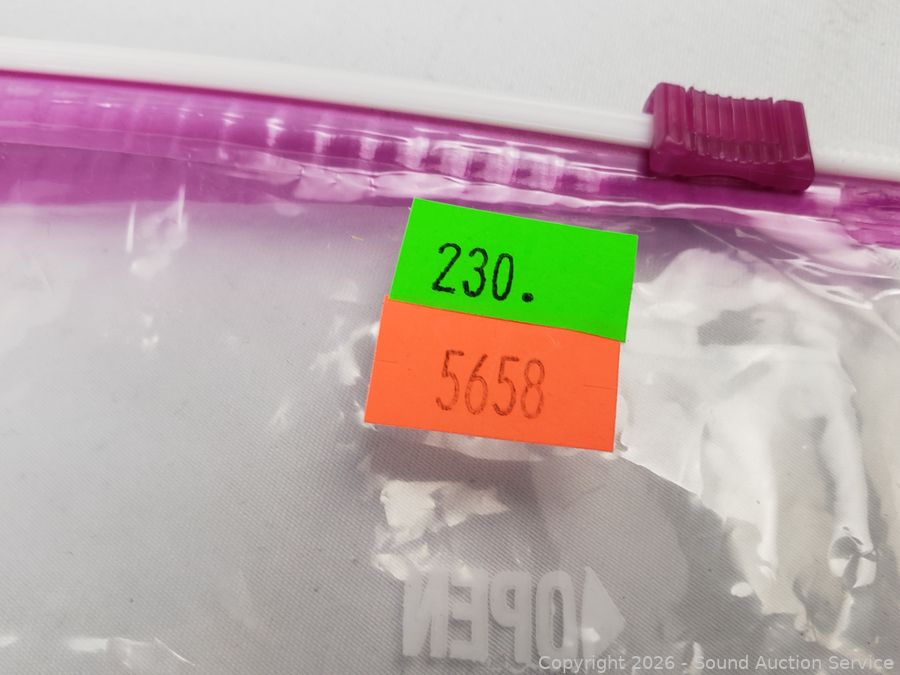 230.
5658
OPEN
Copyright 2026 - Sound Auction Service